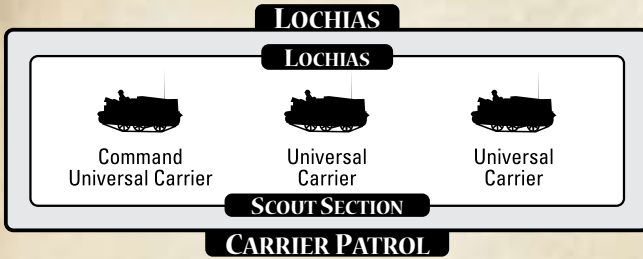 LOCHIAS
LOCHIAS
Command
Universal Carrier
Universal
Carrier
Universal
Carrier
SCOUT SECTION
CARRIER PATROL